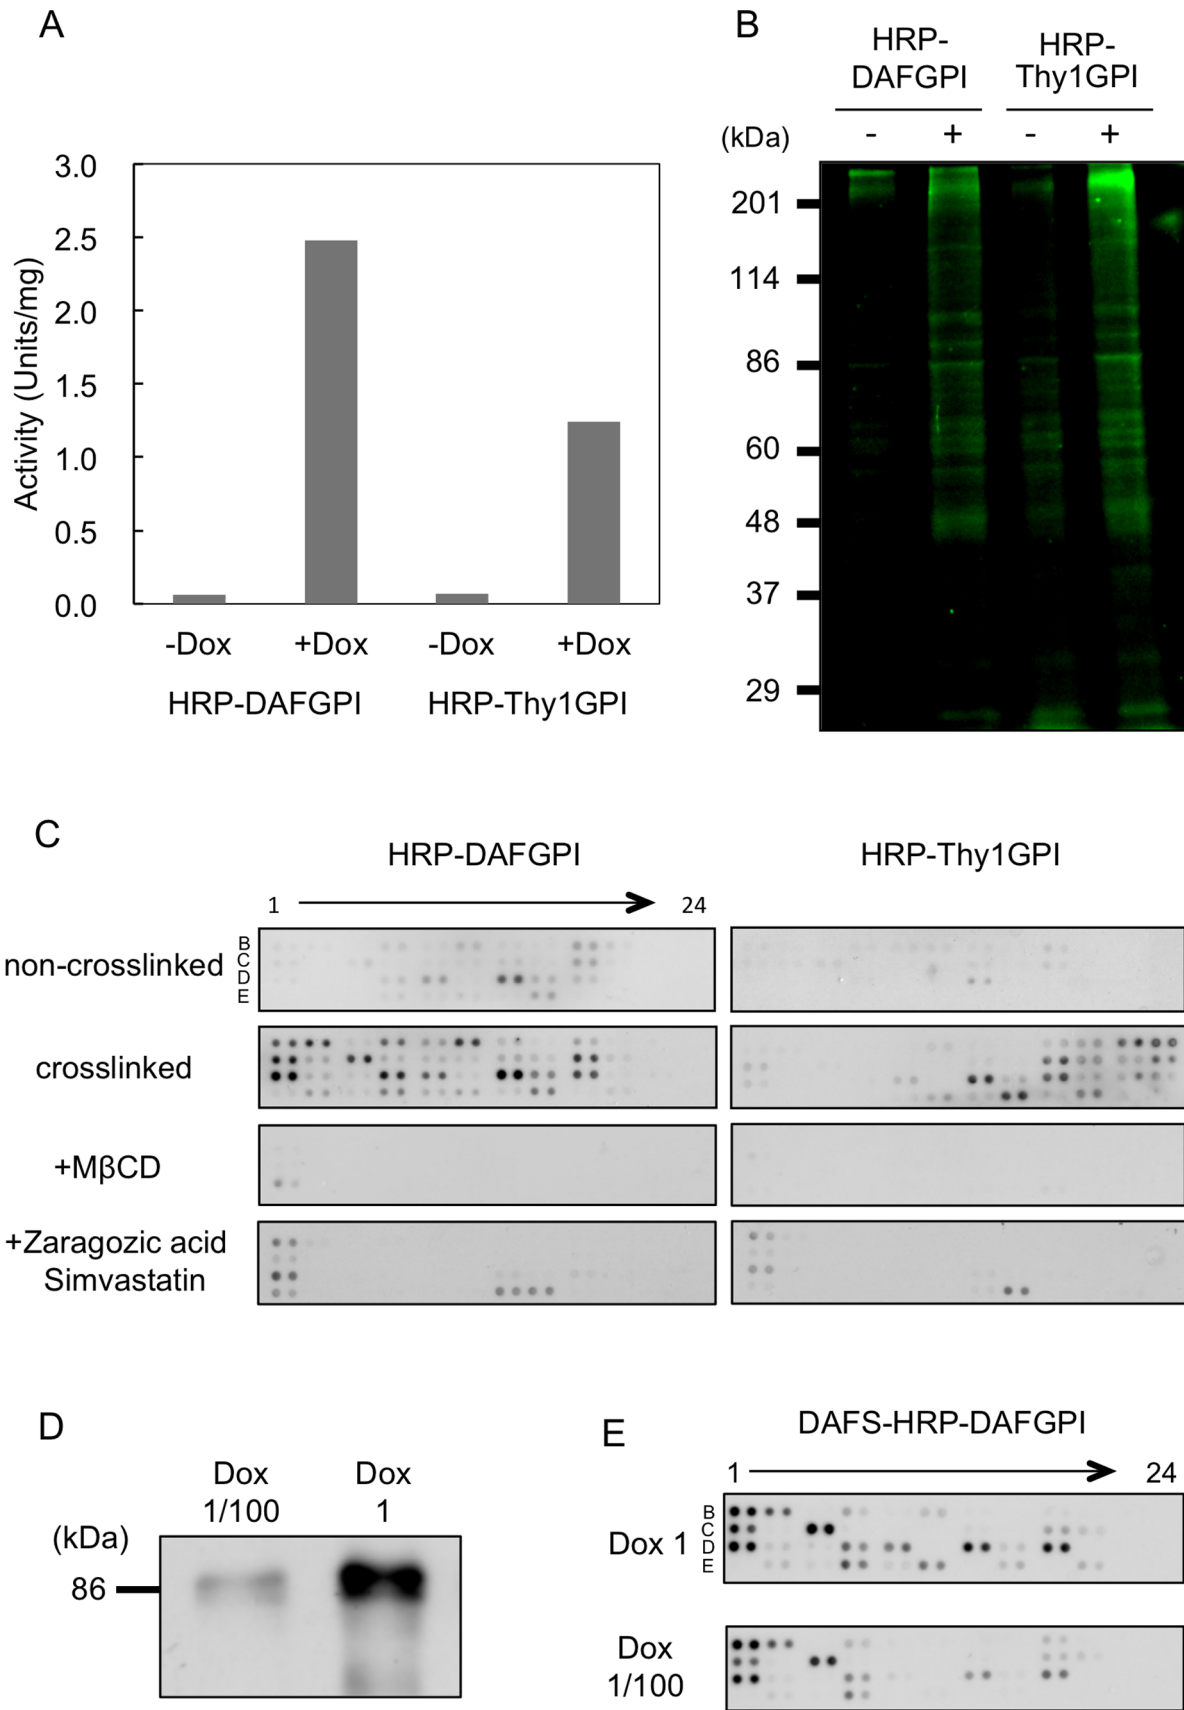 A
3.0
2.5
2.0
1.5
1.0
0.5
0.0
Activity (Units/mg)
-Dox +Dox -Dox +Dox
HRP-DAFGPI HRP-Thy1GPI
B
HRP-
DAFGPI
HRP-
Thy1GPI
(kDa) - + - +
201
114
86
60
48
37
29
C
HRP-DAFGPI HRP-Thy1GPI
1 24
non-crosslinked
B
C
D
E
crosslinked
+MβCD
+Zaragozic acid
Simvastatin
D
Dox
1/100
Dox
1
(kDa)
86
E
DAFS-HRP-DAFGPI
1 24
Dox 1
B
C
D
E
Dox
1/100